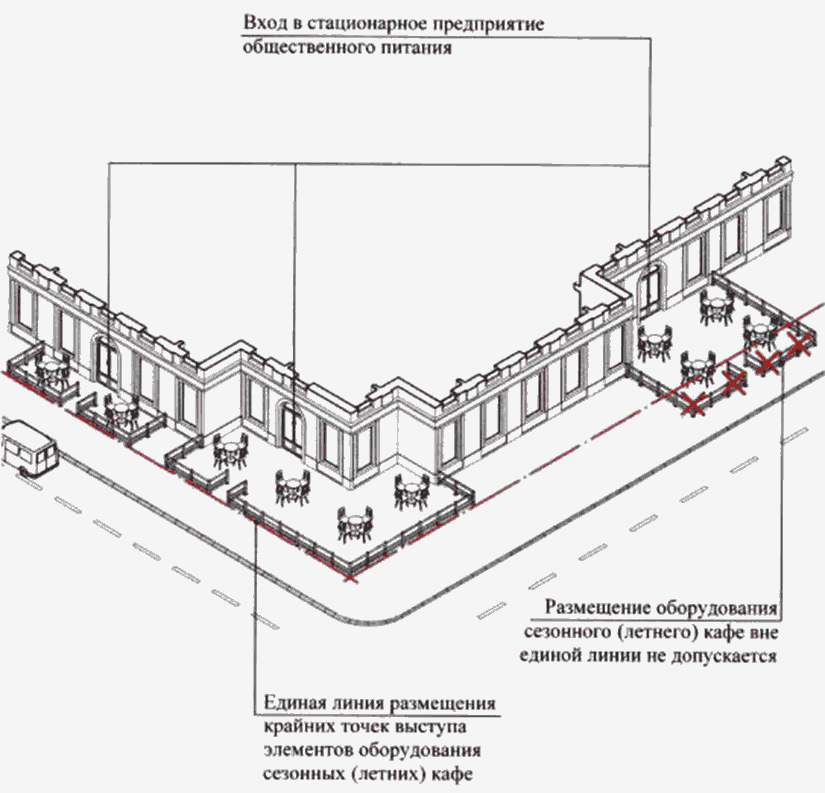 Вход в стационарное предприятие
общественного питания
Размещение оборудования
сезонного (летнего) кафе вне
единой линии не допускается
Единая линия размещения
крайних точек выступа
элементов оборудования
сезонных (летних) кафе